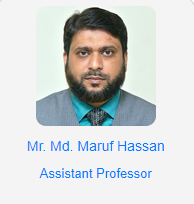 Mr. Md. Maruf Hassan
Assistant Professor